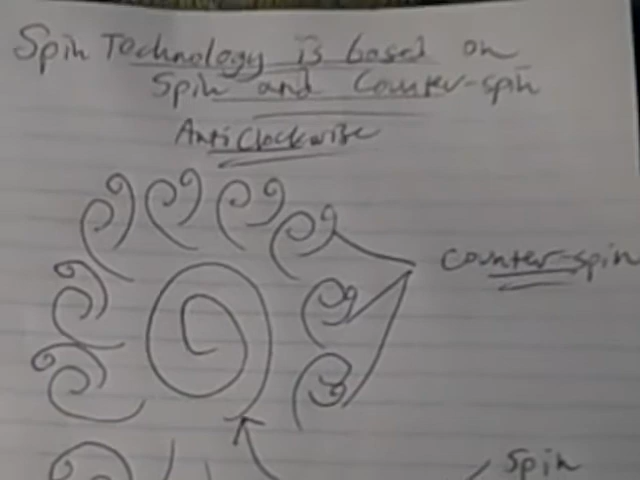 Spin Technology is based on
Spin and Counter-spin
AntiClockwise
Counter-spin
Spin